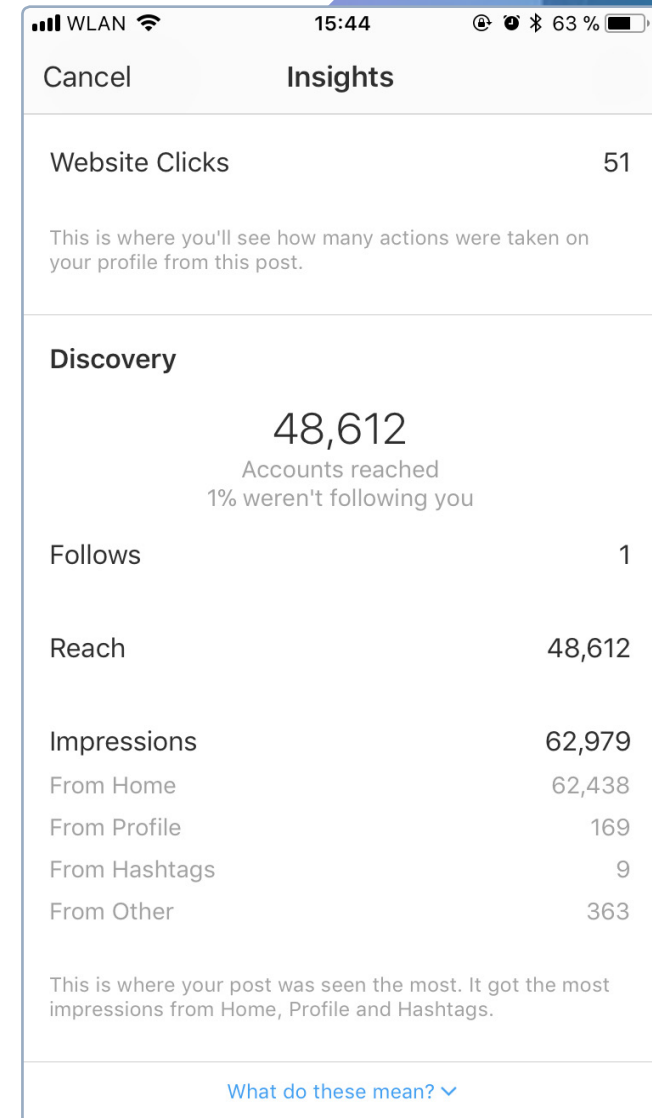 WLAN 15:44 63 %
Cancel Insights
Website Clicks 51
This is where you'll see how many actions were taken on
your profile from this post.
Discovery
48,612
Accounts reached
1% weren't following you
Follows 1
Reach 48,612
Impressions 62,979
From Home 62,438
From Profile 169
From Hashtags 9
From Other 363
This is where your post was seen the most. It got the most
impressions from Home, Profile and Hashtags.
What do these mean?